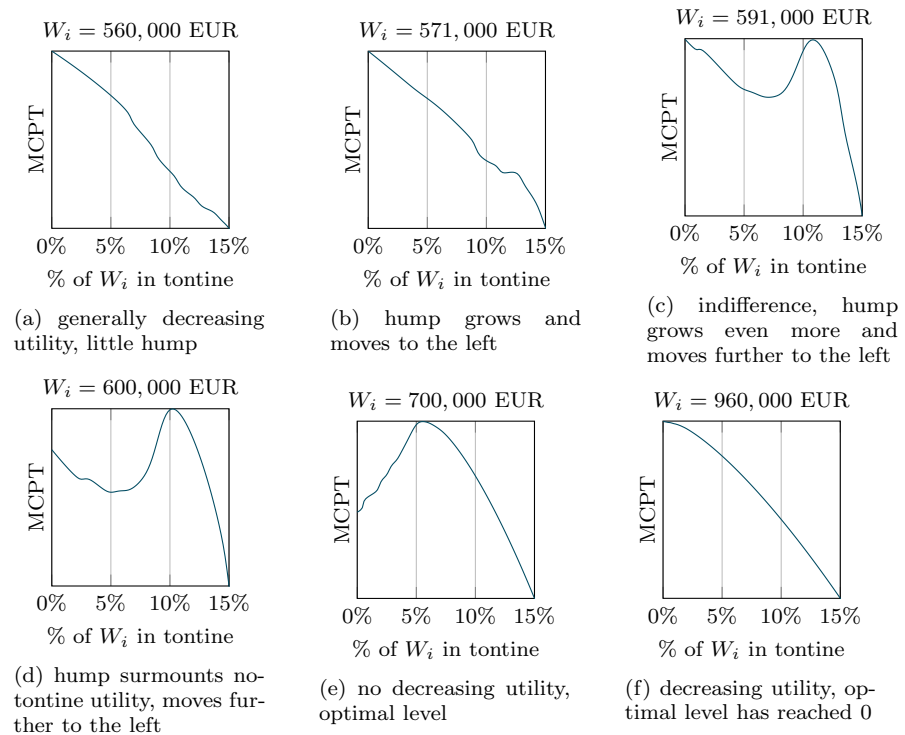 W_i = 560,000 EUR
MCPT
0% 5% 10% 15%
% of W_i in tontine
(a) generally decreasing
utility, little hump
W_i = 571,000 EUR
MCPT
0% 5% 10% 15%
% of W_i in tontine
(b) hump grows and
moves to the left
W_i = 591,000 EUR
MCPT
0% 5% 10% 15%
% of W_i in tontine
(c) indifference, hump
grows even more and
moves further to the left
W_i = 600,000 EUR
MCPT
0% 5% 10% 15%
% of W_i in tontine
(d) hump surmounts no-
tontine utility, moves fur-
ther to the left
W_i = 700,000 EUR
MCPT
0% 5% 10% 15%
% of W_i in tontine
(e) no decreasing utility,
optimal level
W_i = 960,000 EUR
MCPT
0% 5% 10% 15%
% of W_i in tontine
(f) decreasing utility, op-
timal level has reached 0